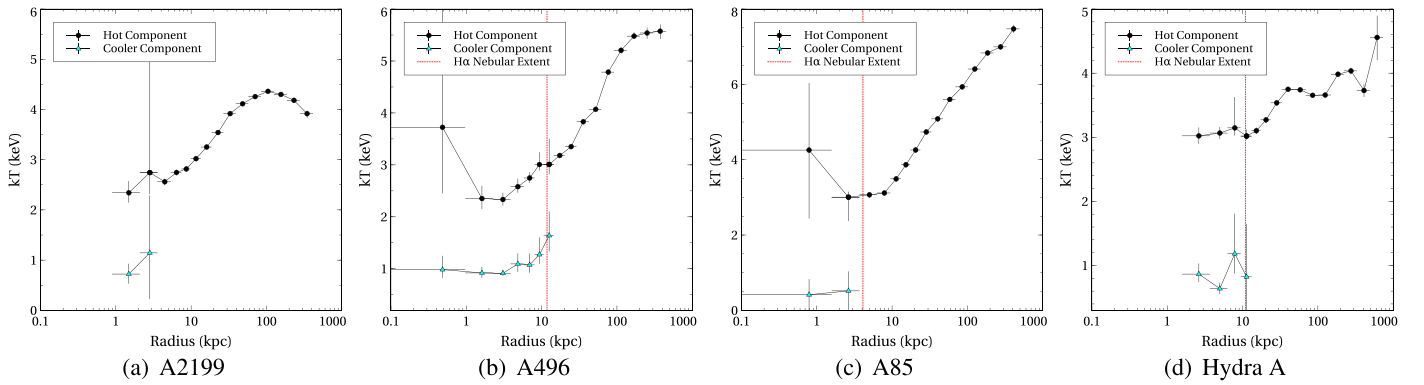 6
5
4
3
2
1
0
kT (keV)
Hot Component
Cooler Component
0.1 1 10 100 1000
Radius (kpc)
(a) A2199
6
5
4
3
2
1
kT (keV)
Hot Component
Cooler Component
Hα Nebular Extent
0.1 1 10 100 1000
Radius (kpc)
(b) A496
8
6
4
2
0
kT (keV)
Hot Component
Cooler Component
Hα Nebular Extent
0.1 1 10 100 1000
Radius (kpc)
(c) A85
5
4
3
2
1
kT (keV)
Hot Component
Cooler Component
Hα Nebular Extent
0.1 1 10 100 1000
Radius (kpc)
(d) Hydra A